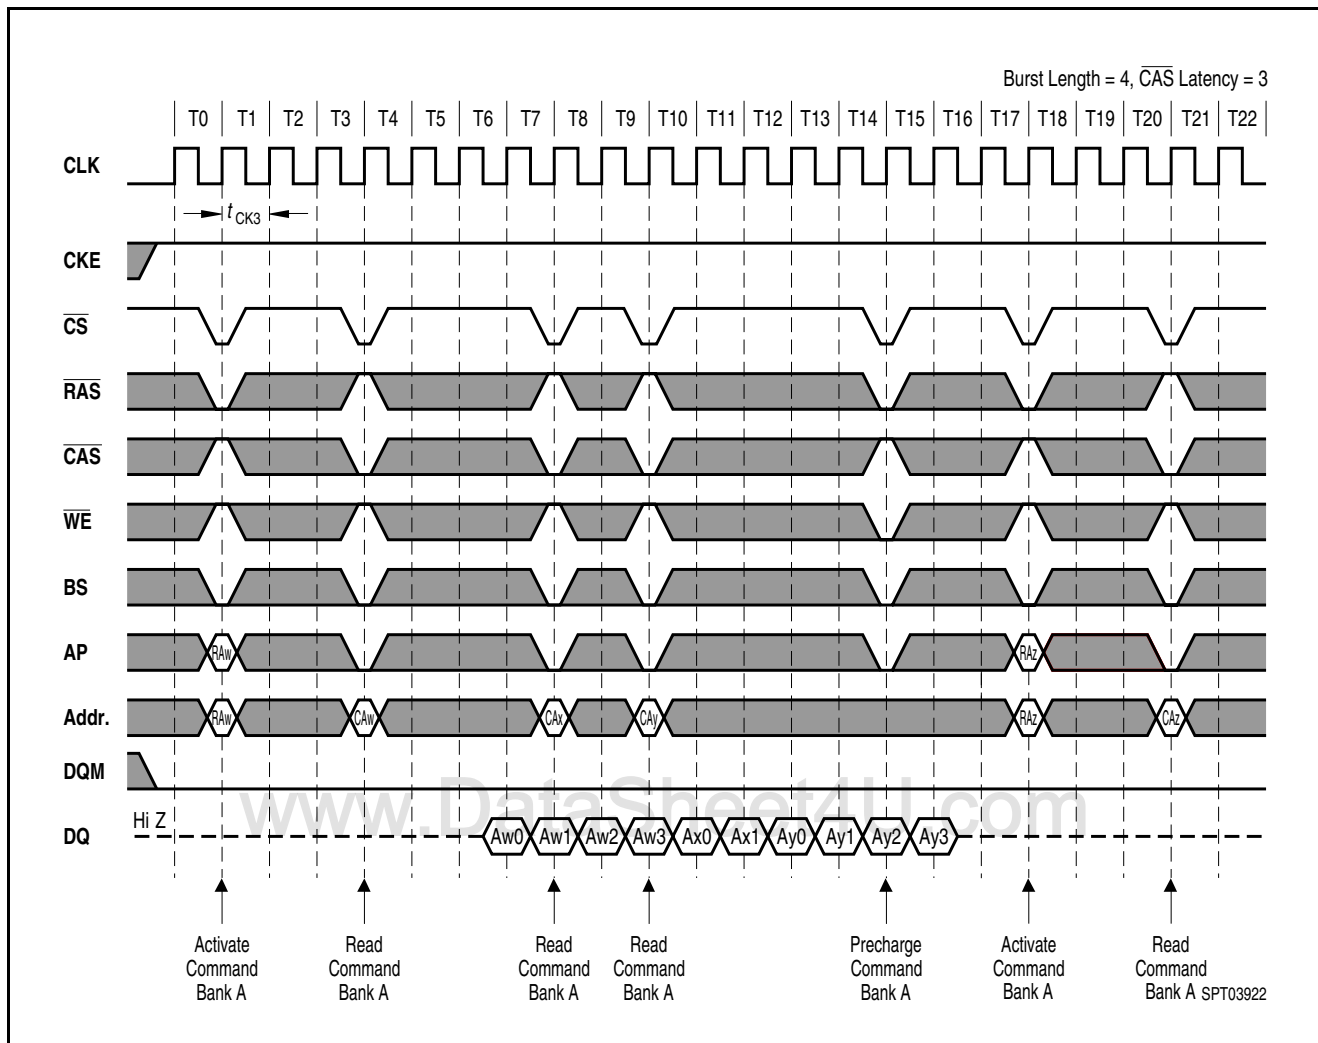 Burst Length = 4, CAS Latency = 3
T0 T1 T2 T3 T4 T5 T6 T7 T8 T9 T10 T11 T12 T13 T14 T15 T16 T17 T18 T19 T20 T21 T22
CLK
t CK3
CKE
CS
RAS
CAS
WE
BS
AP RAw RAz
Addr. RAw CAw CAx CAy RAz CAz
DQM
www.DataSheet4U.com
Hi Z
DQ Aw0 Aw1 Aw2 Aw3 Ax0 Ax1 Ay0 Ay1 Ay2 Ay3
Activate Command Bank A
Read Command Bank A
Read Command Bank A
Read Command Bank A
Precharge Command Bank A
Activate Command Bank A
Read Command Bank A
SPT03922